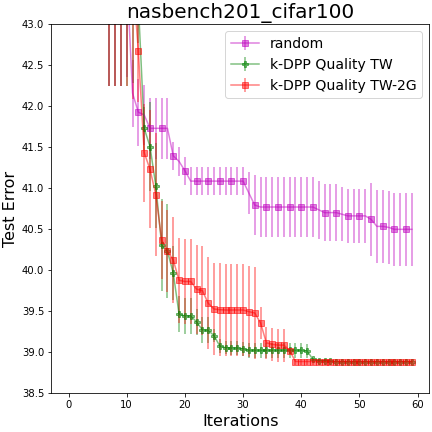 nasbench201_cifar100
random
k-DPP Quality TW
k-DPP Quality TW-2G
43.0
42.5
42.0
41.5
41.0
40.5
40.0
39.5
39.0
38.5
Test Error
0 10 20 30 40 50 60
Iterations